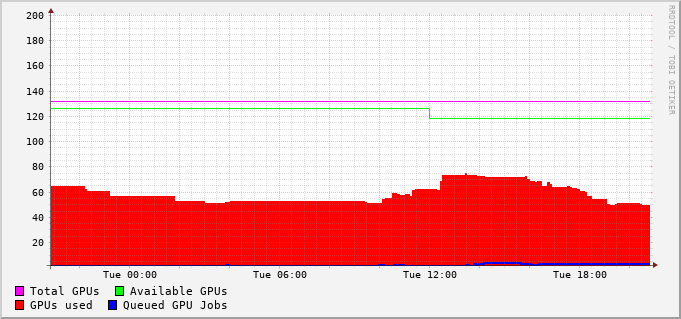 200
180
160
140
120
100
80
60
40
20
Tue 00:00 Tue 06:00 Tue 12:00 Tue 18:00
Total GPUs Available GPUs
GPUs used Queued GPU Jobs
RRDTOOL / TOBI OETIKER